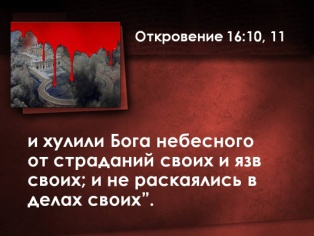 Откровение 16:10, 11
и хулили Бога небесного
от страданий своих и язв
своих; и не раскаялись в
делах своих”.